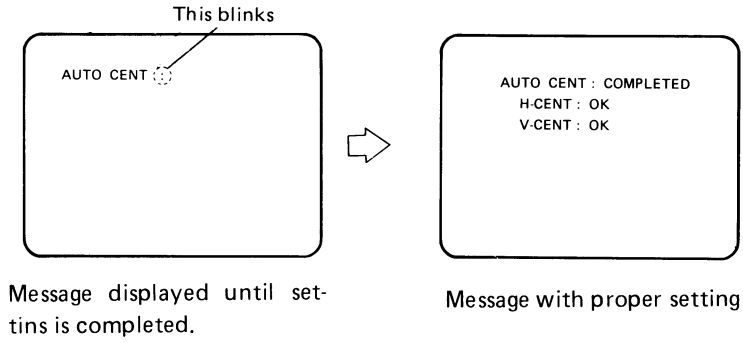 This blinks
AUTO CENT :
AUTO CENT : COMPLETED
H-CENT : OK
V-CENT : OK
Message displayed until set-
tins is completed.
Message with proper setting